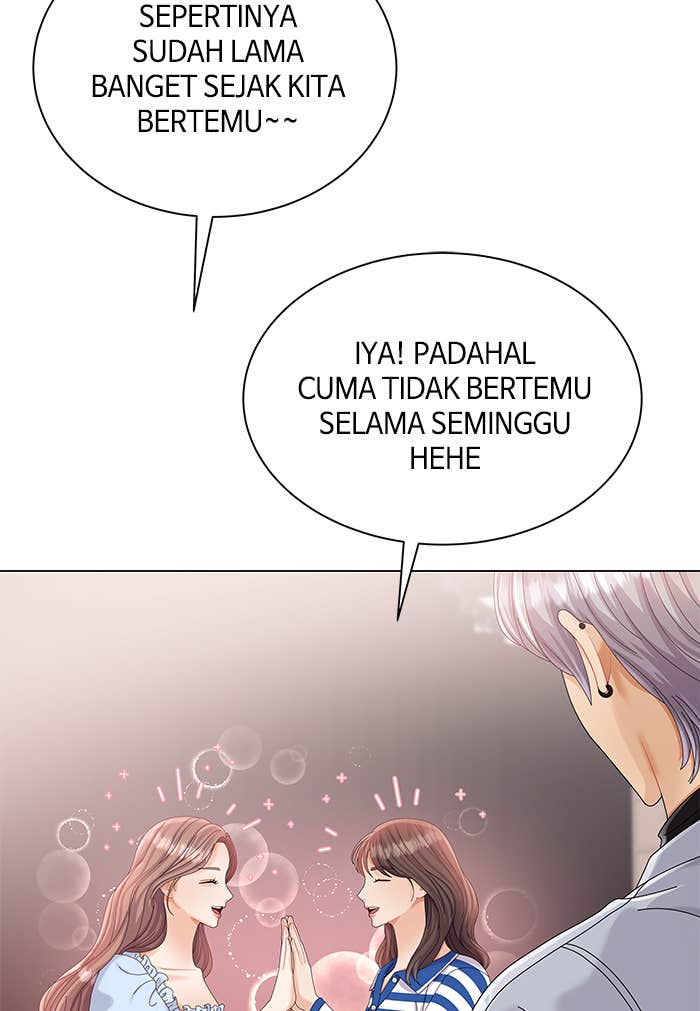 SEPERTINYA
SUDAH LAMA
BANGET SEJAK KITA
BERTEMU~~
IYA! PADAHAL
CUMA TIDAK BERTEMU
SELAMA SEMINGGU
HEHE